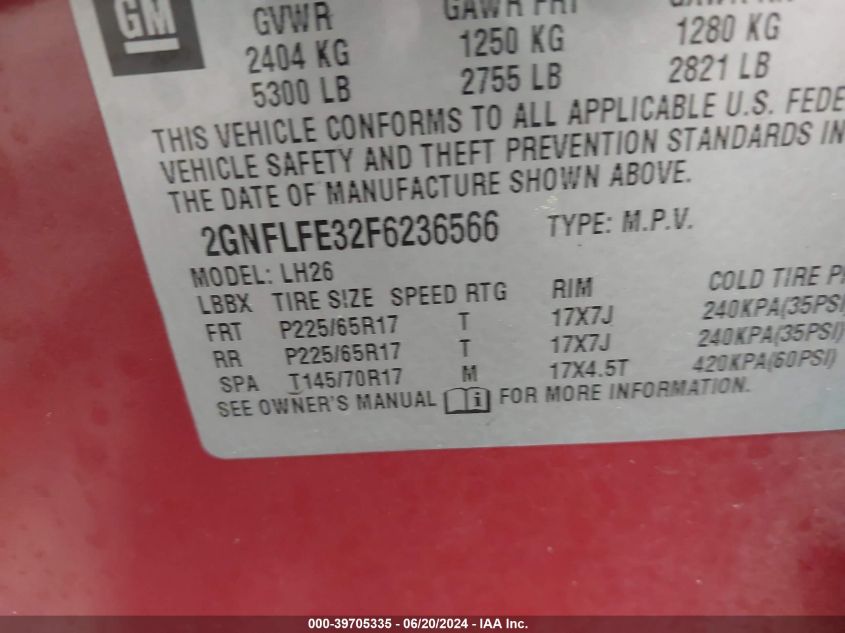 GM
GVWR GAWR FRT
2404 KG 1250 KG 1280 KG
5300 LB 2755 LB 2821 LB
THIS VEHICLE CONFORMS TO ALL APPLICABLE U.S. FEDE
VEHICLE SAFETY AND THEFT PREVENTION STANDARDS IN
THE DATE OF MANUFACTURE SHOWN ABOVE.
2GNFLFE32F6236566 TYPE: M.P.V.
MODEL: LH26
LBBX TIRE SIZE SPEED RTG RIM COLD TIRE P
FRT P225/65R17 T 17X7J 240KPA(35PSI)
RR P225/65R17 T 17X7J 240KPA(35PSI)
SPA T145/70R17 M 17X4.5T 420KPA(60PSI)
SEE OWNER'S MANUAL i FOR MORE INFORMATION.
000-39705335 - 06/20/2024 - IAA Inc.